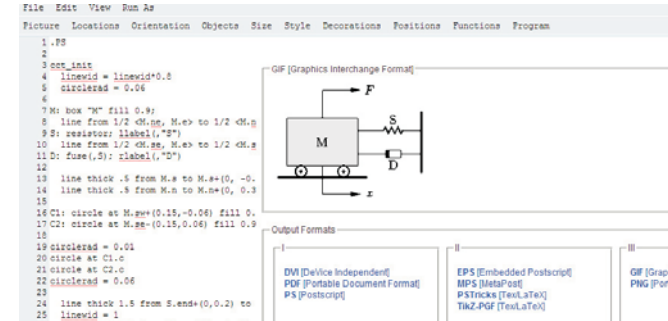 File Edit View Run As
Picture Locations Orientation Objects Size Style Decorations Positions Functions Program
1 .PS
2
3 cct_init
4 linewid = linewid*0.8
5 circlerad = 0.06
6
7 M: box "M" fill 0.9;
8 line from 1/2 <M.ne, M.e> to 1/2 <M.n
9 S: resistor; llabel(,"S")
10 line from 1/2 <M.se, M.e> to 1/2 <M.s
11 D: fuse(,S); rlabel(,"D")
12
13 line thick .5 from M.s to M.s+(0, -0.
14 line thick .5 from M.n to M.n+(0, 0.3
15
16 C1: circle at M.sw+(0.15,-0.06) fill 0.
17 C2: circle at M.se-(0.15,0.06) fill 0.9
18
19 circlerad = 0.01
20 circle at C1.c
21 circle at C2.c
22 circlerad = 0.06
23
24 line thick 1.5 from S.end+(0,0.2) to
25 linewid = 1
GIF [Graphics Interchange Format]
F
S
M
D
x
Output Formats
I
DVI [DeVice Independent]
PDF [Portable Document Format]
PS [Postscript]
II
EPS [Embedded Postscript]
MPS [MetaPost]
PSTricks [Tex/LaTeX]
TikZ-PGF [Tex/LaTeX]
III
GIF [Grap
PNG [Por